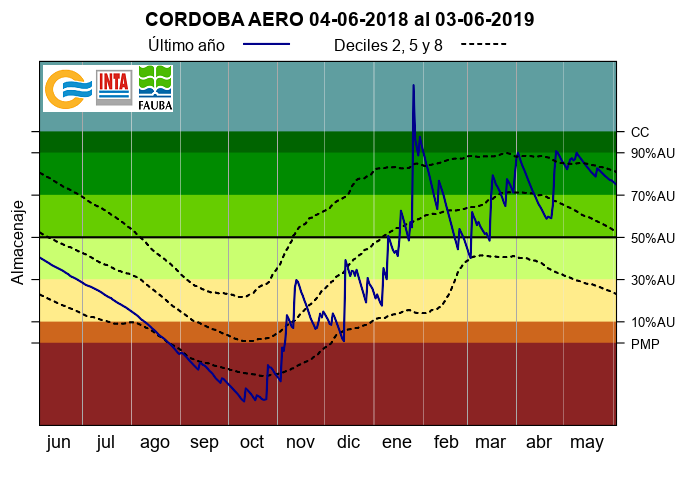 CORDOBA AERO 04-06-2018 al 03-06-2019
Último año
Deciles 2, 5 y 8
INTA
FAUBA
Almacenaje
CC
90%AU
70%AU
50%AU
30%AU
10%AU
PMP
jun jul ago sep oct nov dic ene feb mar abr may